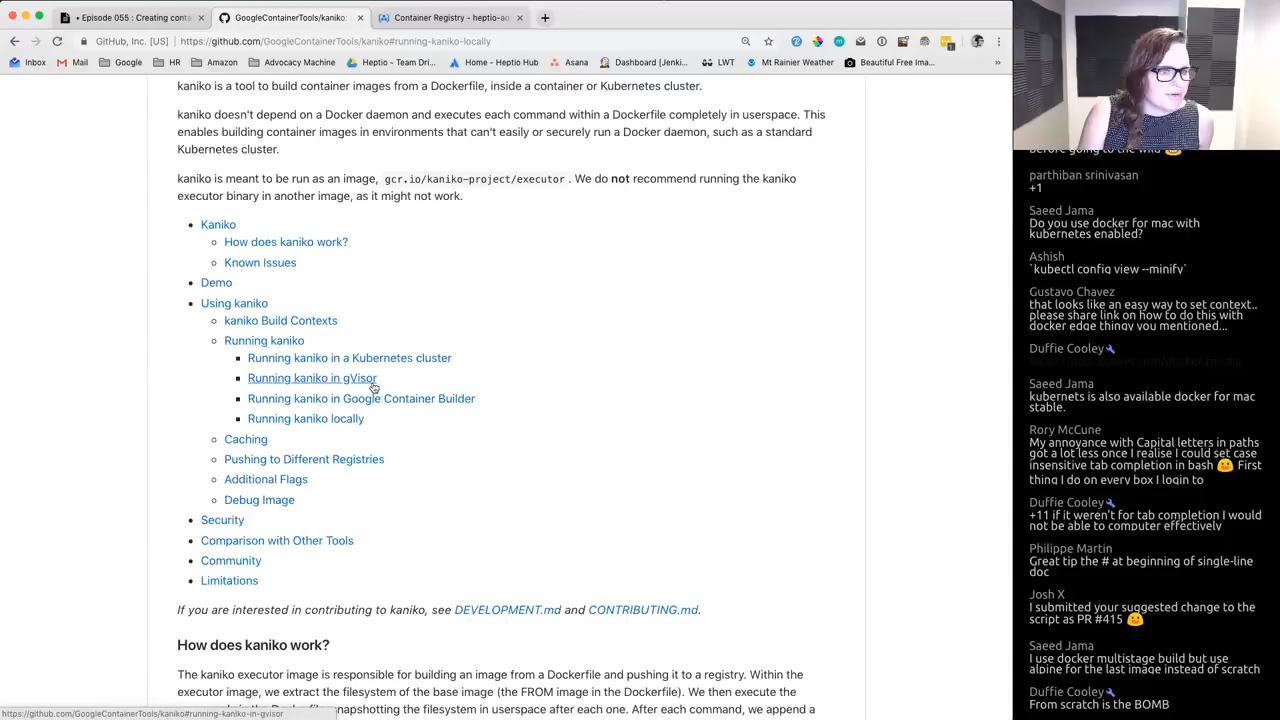 • Episode 055 : Creating cont
GoogleContainerTools/kaniko:
Container Registry - heptio-ad
GitHub, Inc. [US]
https://github.com/GoogleContainerTools/kaniko#running-kaniko-locally
Inbox
Mail
Google
HR
Amazon
Advocacy Machine
Heptio - Team Dri...
Home - Heptio Hub
Asana
Dashboard [Jenki...
LWT
Mt Rainier Weather
Beautiful Free Ima...
kaniko is a tool to build container images from a Dockerfile, inside a container or Kubernetes cluster.
kaniko doesn't depend on a Docker daemon and executes each command within a Dockerfile completely in userspace. This
enables building container images in environments that can't easily or securely run a Docker daemon, such as a standard
Kubernetes cluster.
kaniko is meant to be run as an image, gcr.io/kaniko-project/executor . We do not recommend running the kaniko
executor binary in another image, as it might not work.
• Kaniko
How does kaniko work?
Known Issues
• Demo
• Using kaniko
kaniko Build Contexts
Running kaniko
Running kaniko in a Kubernetes cluster
Running kaniko in gVisor
Running kaniko in Google Container Builder
Running kaniko locally
Caching
Pushing to Different Registries
Additional Flags
Debug Image
• Security
• Comparison with Other Tools
• Community
• Limitations
If you are interested in contributing to kaniko, see DEVELOPMENT.md and CONTRIBUTING.md.
How does kaniko work?
The kaniko executor image is responsible for building an image from a Dockerfile and pushing it to a registry. Within the
executor image, we extract the filesystem of the base image (the FROM image in the Dockerfile). We then execute the
snapshotting the filesystem in userspace after each one. After each command, we append a
https://github.com/GoogleContainerTools/kaniko#running-kaniko-in-gvisor
before going to the wild
parthiban srinivasan
+1
Saeed Jama
Do you use docker for mac with
kubernetes enabled?
Ashish
`kubectl config view --minify`
Gustavo Chavez
that looks like an easy way to set context..
please share link on how to do this with
docker edge thingy you mentioned...
Duffie Cooley
Saeed Jama
kubernets is also available docker for mac
stable.
Rory McCune
My annoyance with Capital letters in paths
got a lot less once I realise I could set case
insensitive tab completion in bash First
thing I do on every box I login to
Duffie Cooley
+11 if it weren't for tab completion I would
not be able to computer effectively
Philippe Martin
Great tip the # at beginning of single-line
doc
Josh X
I submitted your suggested change to the
script as PR #415
Saeed Jama
I use docker multistage build but use
alpine for the last image instead of scratch
Duffie Cooley
From scratch is the BOMB